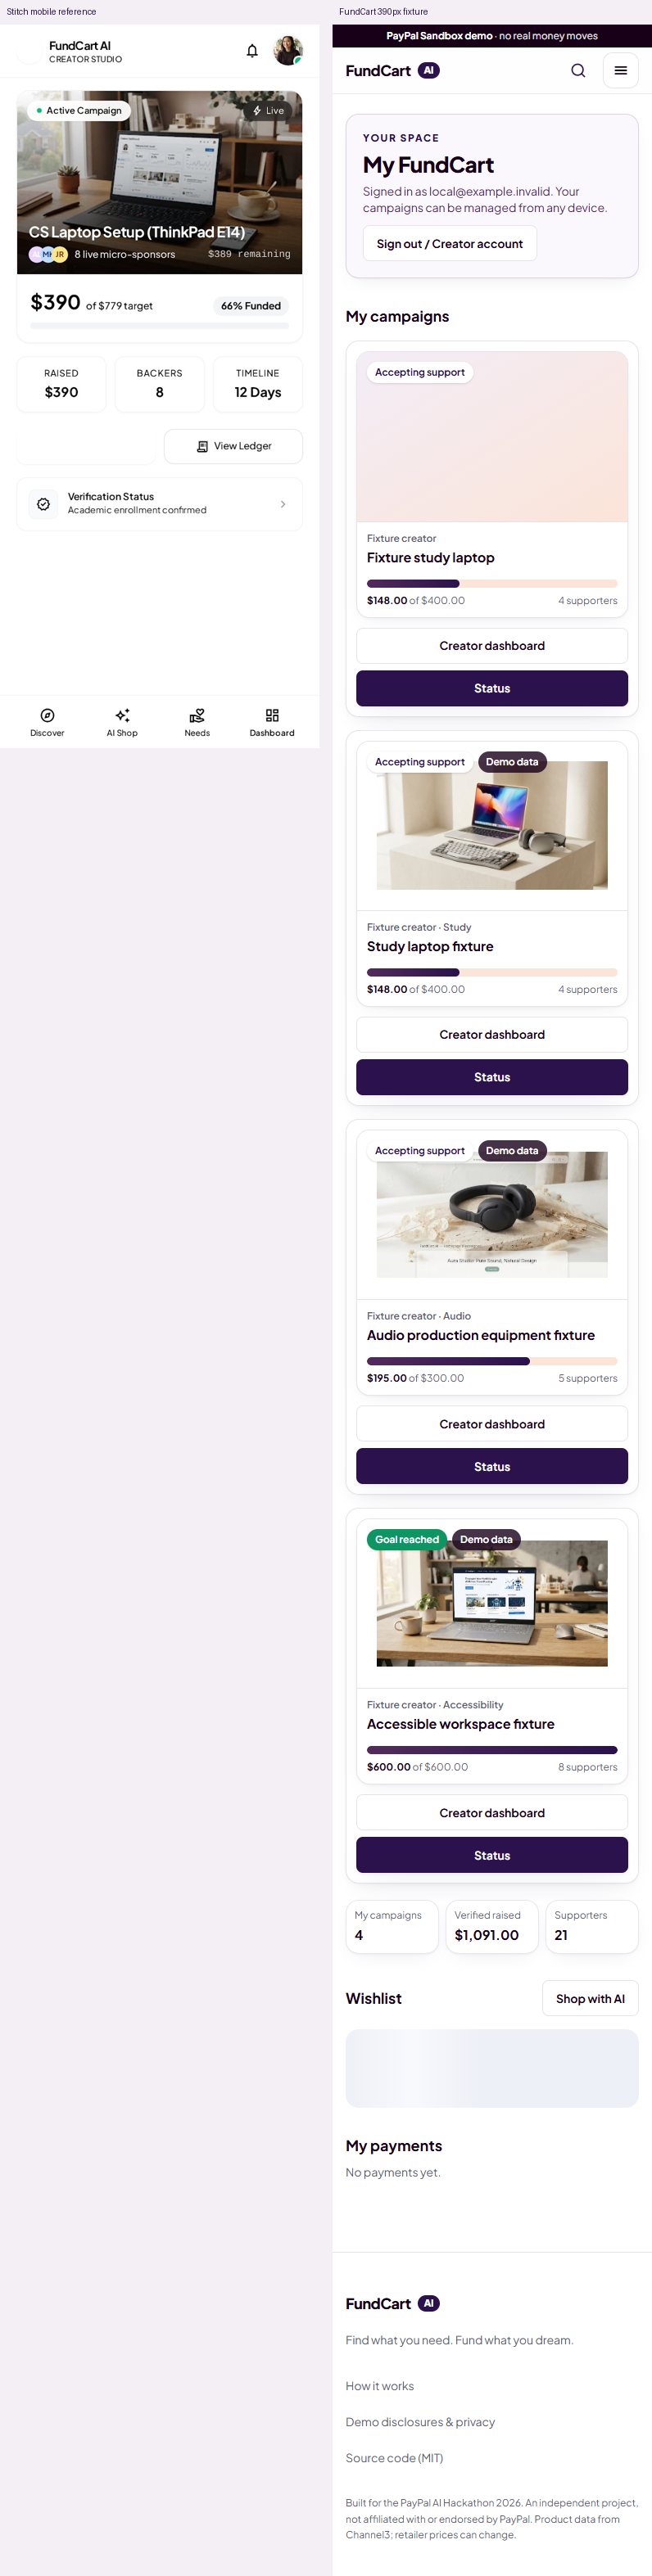 Stitch mobile reference
FundCart AI
CREATOR STUDIO
Active Campaign
Live
CS Laptop Setup (ThinkPad E14)
MH JR 8 live micro-sponsors
$389 remaining
$390 of $779 target
66% Funded
RAISED
$390
BACKERS
8
TIMELINE
12 Days
View Ledger
Verification Status
Academic enrollment confirmed
Discover
AI Shop
Needs
Dashboard
FundCart 390px fixture
PayPal Sandbox demo · no real money moves
FundCart AI
YOUR SPACE
My FundCart
Signed in as local@example.invalid. Your
campaigns can be managed from any device.
Sign out / Creator account
My campaigns
Accepting support
Fixture creator
Fixture study laptop
$148.00 of $400.00
4 supporters
Creator dashboard
Status
Accepting support
Demo data
Fixture creator · Study
Study laptop fixture
$148.00 of $400.00
4 supporters
Creator dashboard
Status
Accepting support
Demo data
Aura Studio: Pure Sound, Natural Design
Fixture creator · Audio
Audio production equipment fixture
$195.00 of $300.00
5 supporters
Creator dashboard
Status
Goal reached
Demo data
Fixture creator · Accessibility
Accessible workspace fixture
$600.00 of $600.00
8 supporters
Creator dashboard
Status
My campaigns
4
Verified raised
$1,091.00
Supporters
21
Wishlist
Shop with AI
My payments
No payments yet.
FundCart AI
Find what you need. Fund what you dream.
How it works
Demo disclosures & privacy
Source code (MIT)
Built for the PayPal AI Hackathon 2026. An independent project,
not affiliated with or endorsed by PayPal. Product data from
Channel3; retailer prices can change.